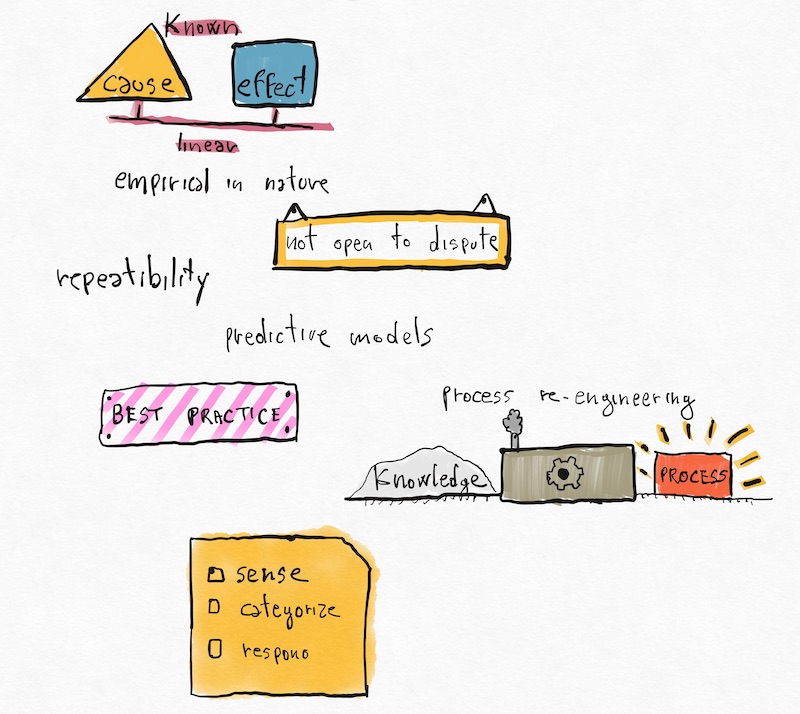 Known
cause
effect
linear
empirical in nature
not open to dispute
repeatibility
predictive models
BEST PRACTICE
process re-engineering
Knowledge
PROCESS
sense
categorize
respond